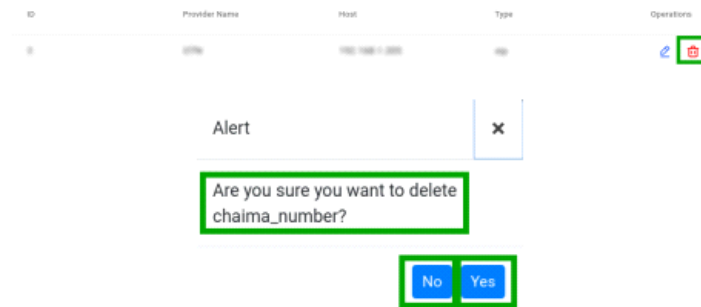 ID Provider Name Host Type Operations
Alert
Are you sure you want to delete
chaima_number?
No Yes